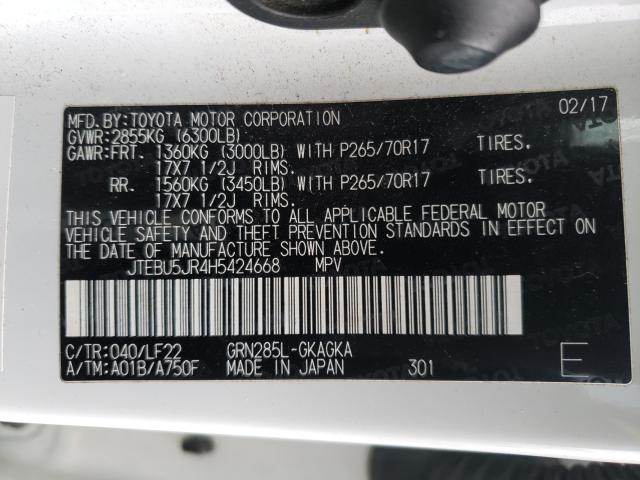 MFD.BY:TOYOTA MOTOR CORPORATION 02/17
GVWR:2855KG (6300LB)
GAWR:FRT. 1360KG (3000LB) WITH P265/70R17 TIRES.
17X7 1/2J RIMS.
RR. 1560KG (3450LB) WITH P265/70R17 TIRES.
17X7 1/2J RIMS.
THIS VEHICLE CONFORMS TO ALL APPLICABLE FEDERAL MOTOR
VEHICLE SAFETY AND THEFT PREVENTION STANDARDS IN EFFECT ON
THE DATE OF MANUFACTURE SHOWN ABOVE.
JTEBU5JR4H5424668 MPV
C/TR:040/LF22 GRN285L-GKAGKA
A/TM:A01B/A750F MADE IN JAPAN 301 E